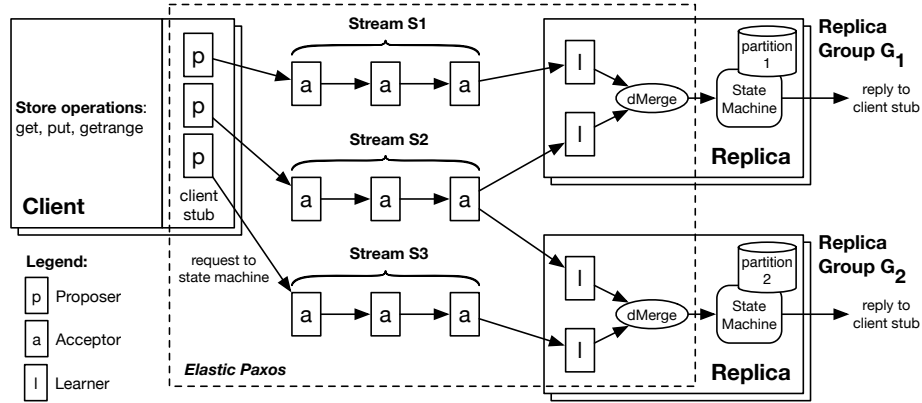 Store operations:
get, put, getrange
Client
p
p
p
client
stub
request to
state machine
Legend:
p Proposer
a Acceptor
l Learner
Stream S1
a a a
Stream S2
a a a
Stream S3
a a a
Elastic Paxos
l
l
dMerge
State
Machine
partition
1
Replica
Replica
Group G1
reply to
client stub
l
l
dMerge
State
Machine
partition
2
Replica
Replica
Group G2
reply to
client stub